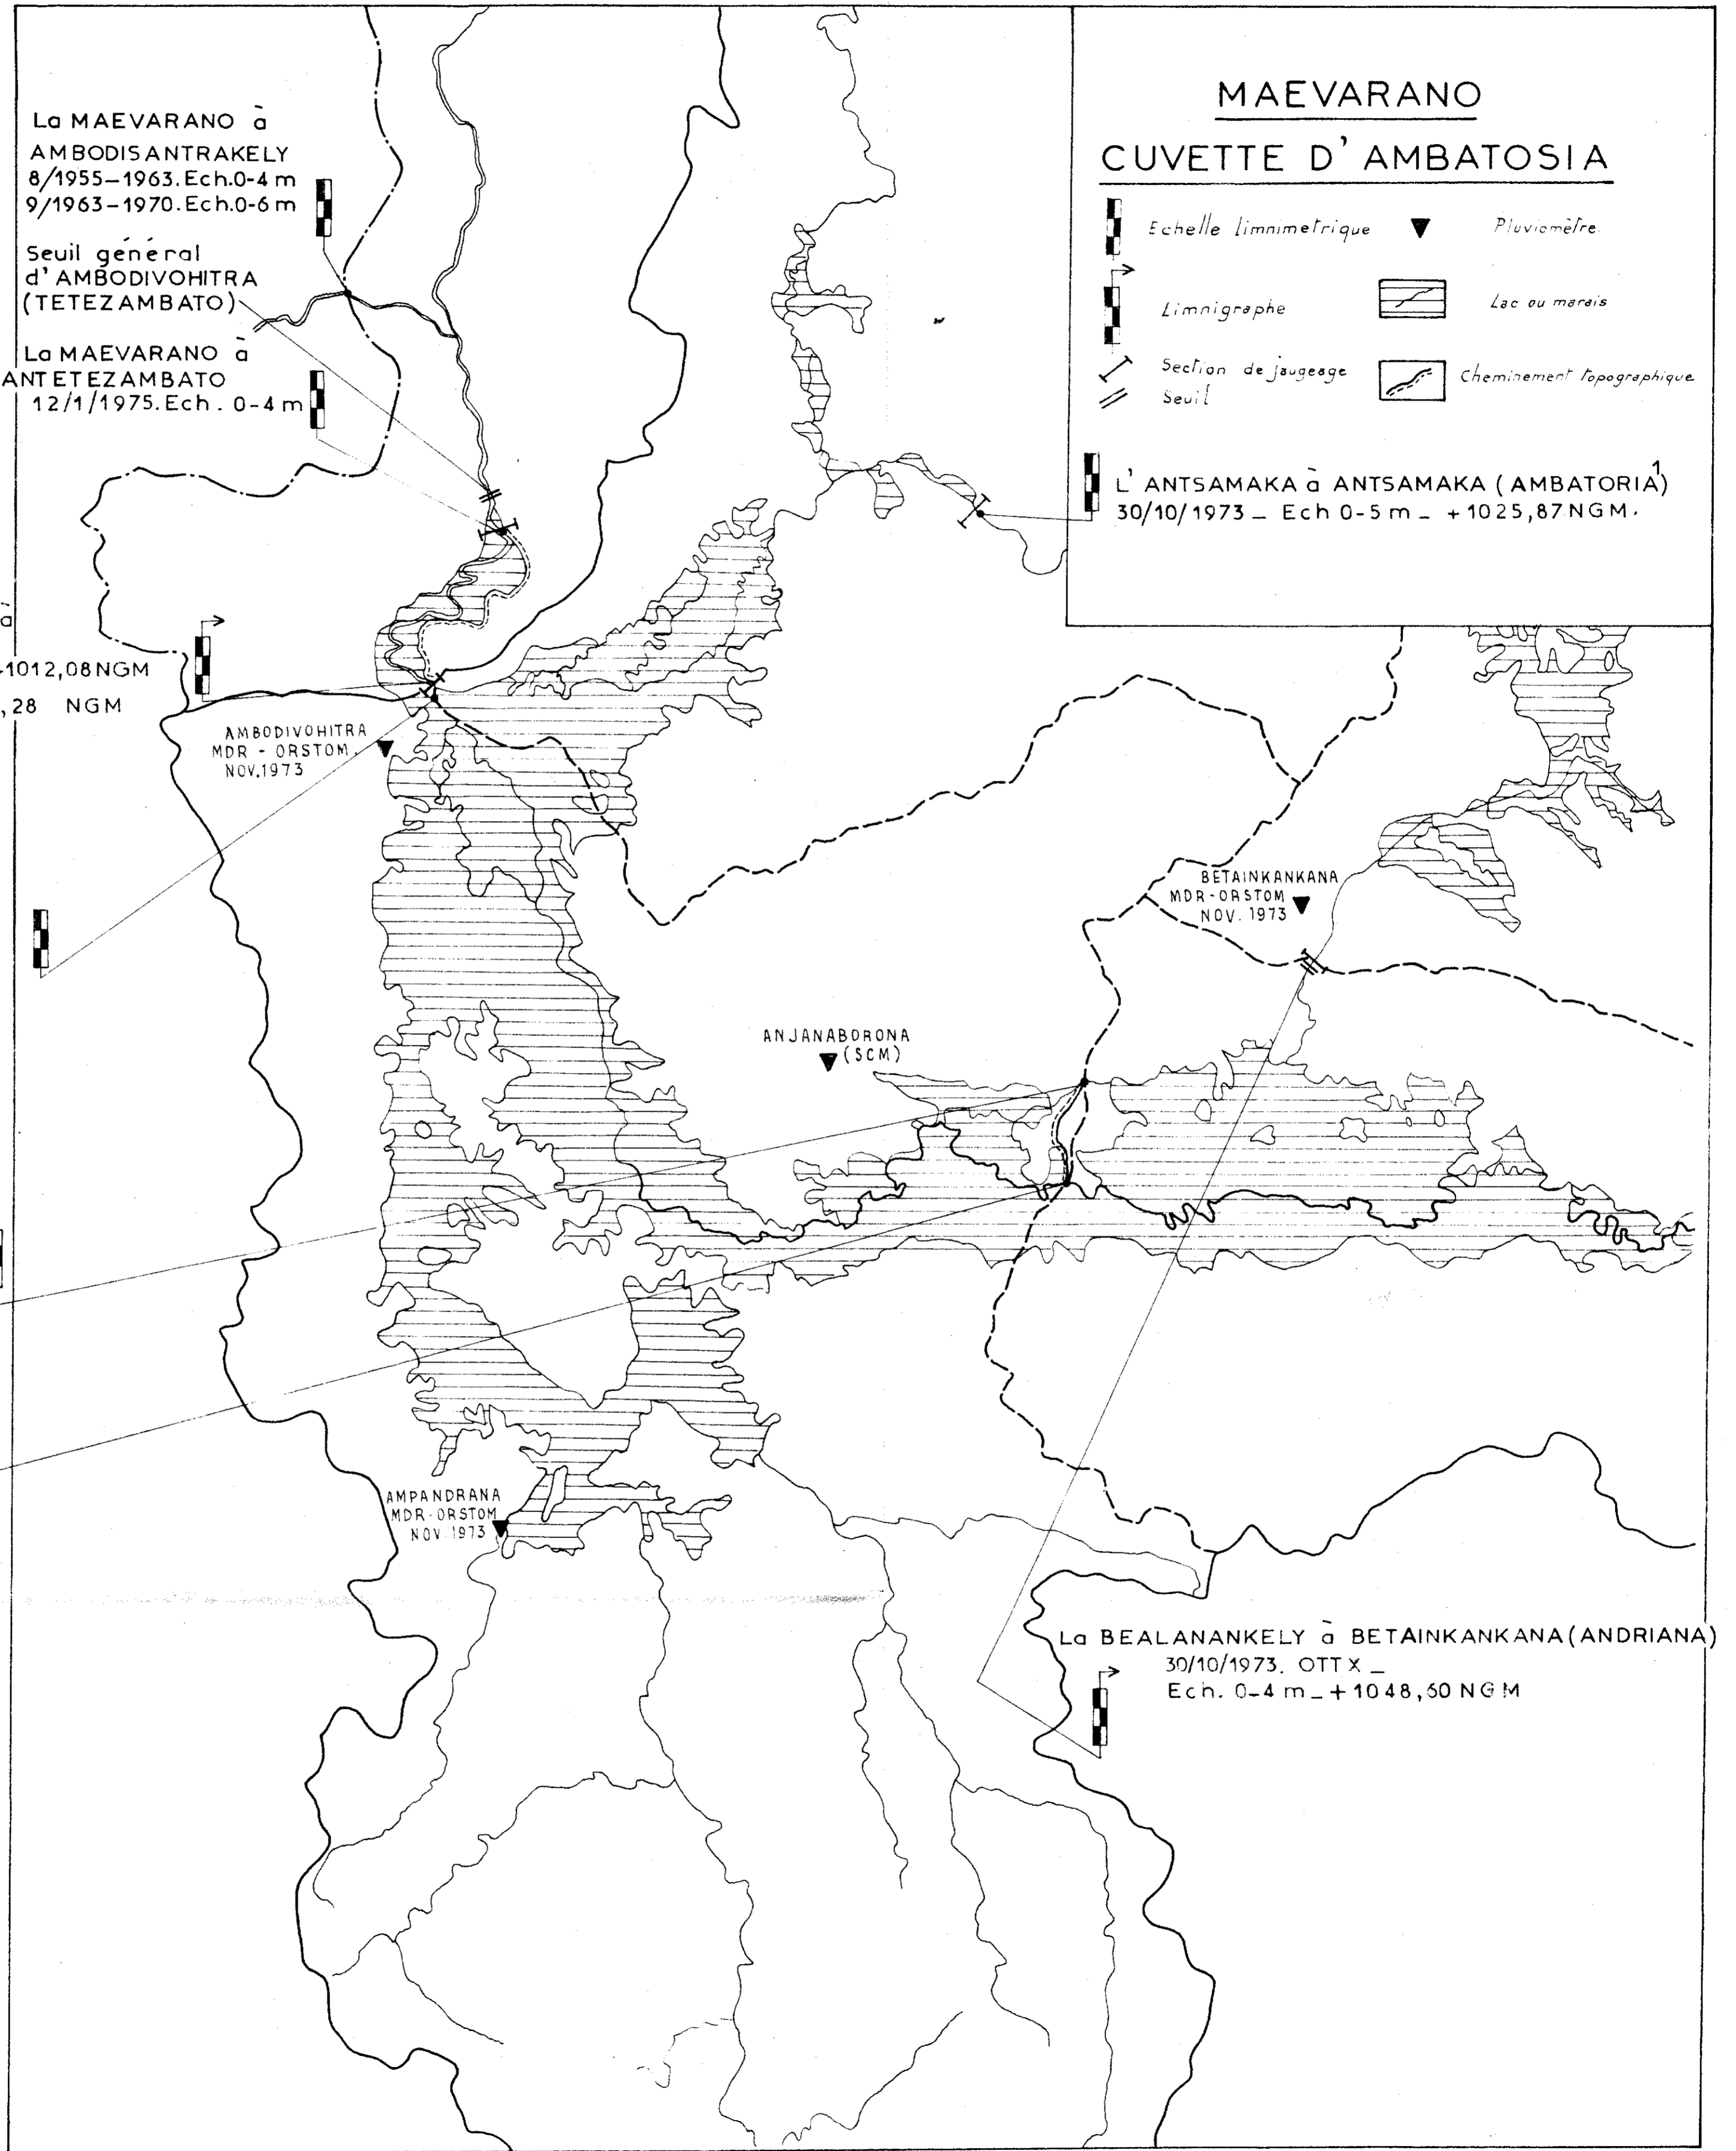 MAEVARANO
CUVETTE D'AMBATOSIA
Echelle limnimetrique
Pluviomètre.
Limnigraphe
Lac ou marais
Section de jaugeage
Seuil
Cheminement topographique
L'ANTSAMAKA à ANTSAMAKA (AMBATORIA¹)
30/10/1973 _ Ech 0-5 m _ +1025,87 NGM.
La MAEVARANO à
AMBODISANTRAKELY
8/1955-1963. Ech. 0-4 m
9/1963-1970. Ech. 0-6 m
Seuil général
d'AMBODIVOHITRA
(TETEZAMBATO)
La MAEVARANO à
ANTETEZAMBATO
12/1/1975. Ech. 0-4 m
à
1012,08 NGM
,28 NGM
AMBODIVOHITRA
MDR - ORSTOM.
NOV. 1973
BETAINKANKANA
MDR-ORSTOM
NOV. 1973
ANJANABORONA
(SCM)
AMPANDRANA
MDR-ORSTOM
NOV 1973
La BEALANANKELY à BETAINKANKANA (ANDRIANA)
30/10/1973. OTT X _
Ech. 0-4 m _ +1048,60 NGM